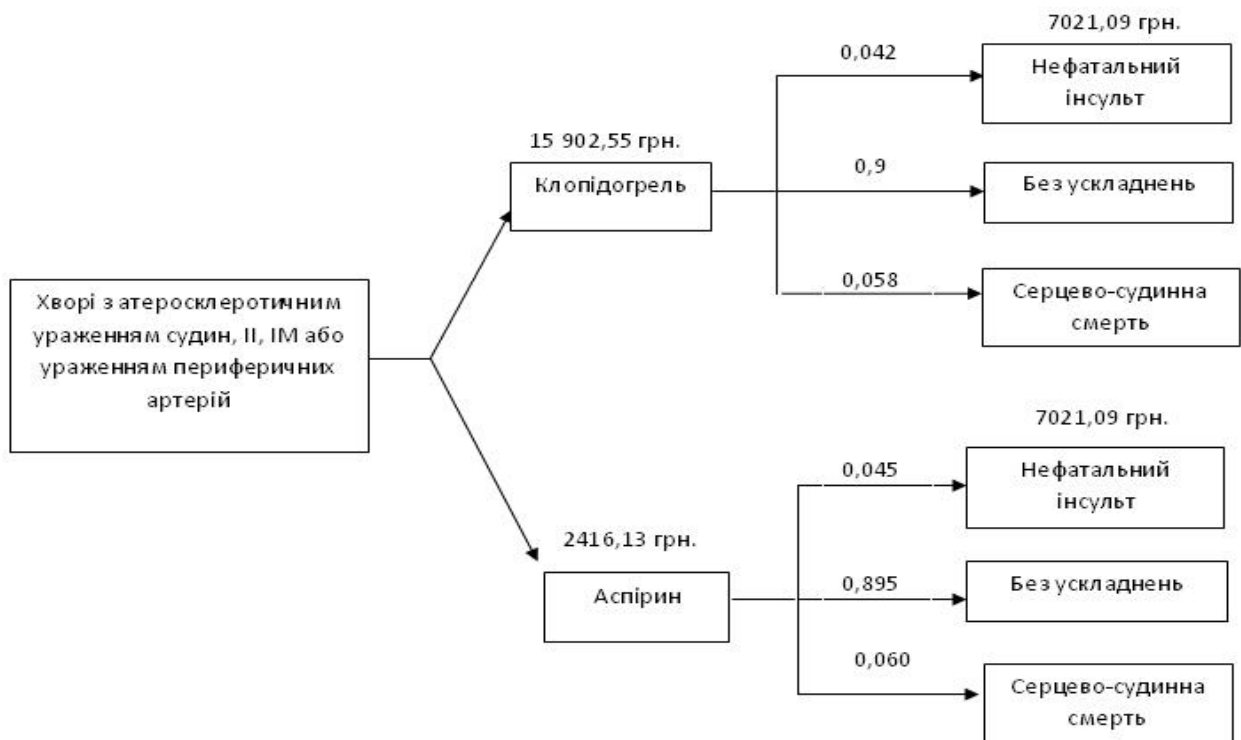 7021,09 грн.
0,042
Нефатальний
інсульт
15 902,55 грн.
Клопідогрель
0,9
Без ускладнень
0,058
Серцево-судинна
смерть
Хворі з атеросклеротичним
ураженням судин, ІІ, ІМ або
ураженням периферичних
артерій
7021,09 грн.
0,045
Нефатальний
інсульт
2416,13 грн.
Аспірин
0,895
Без ускладнень
0,060
Серцево-судинна
смерть